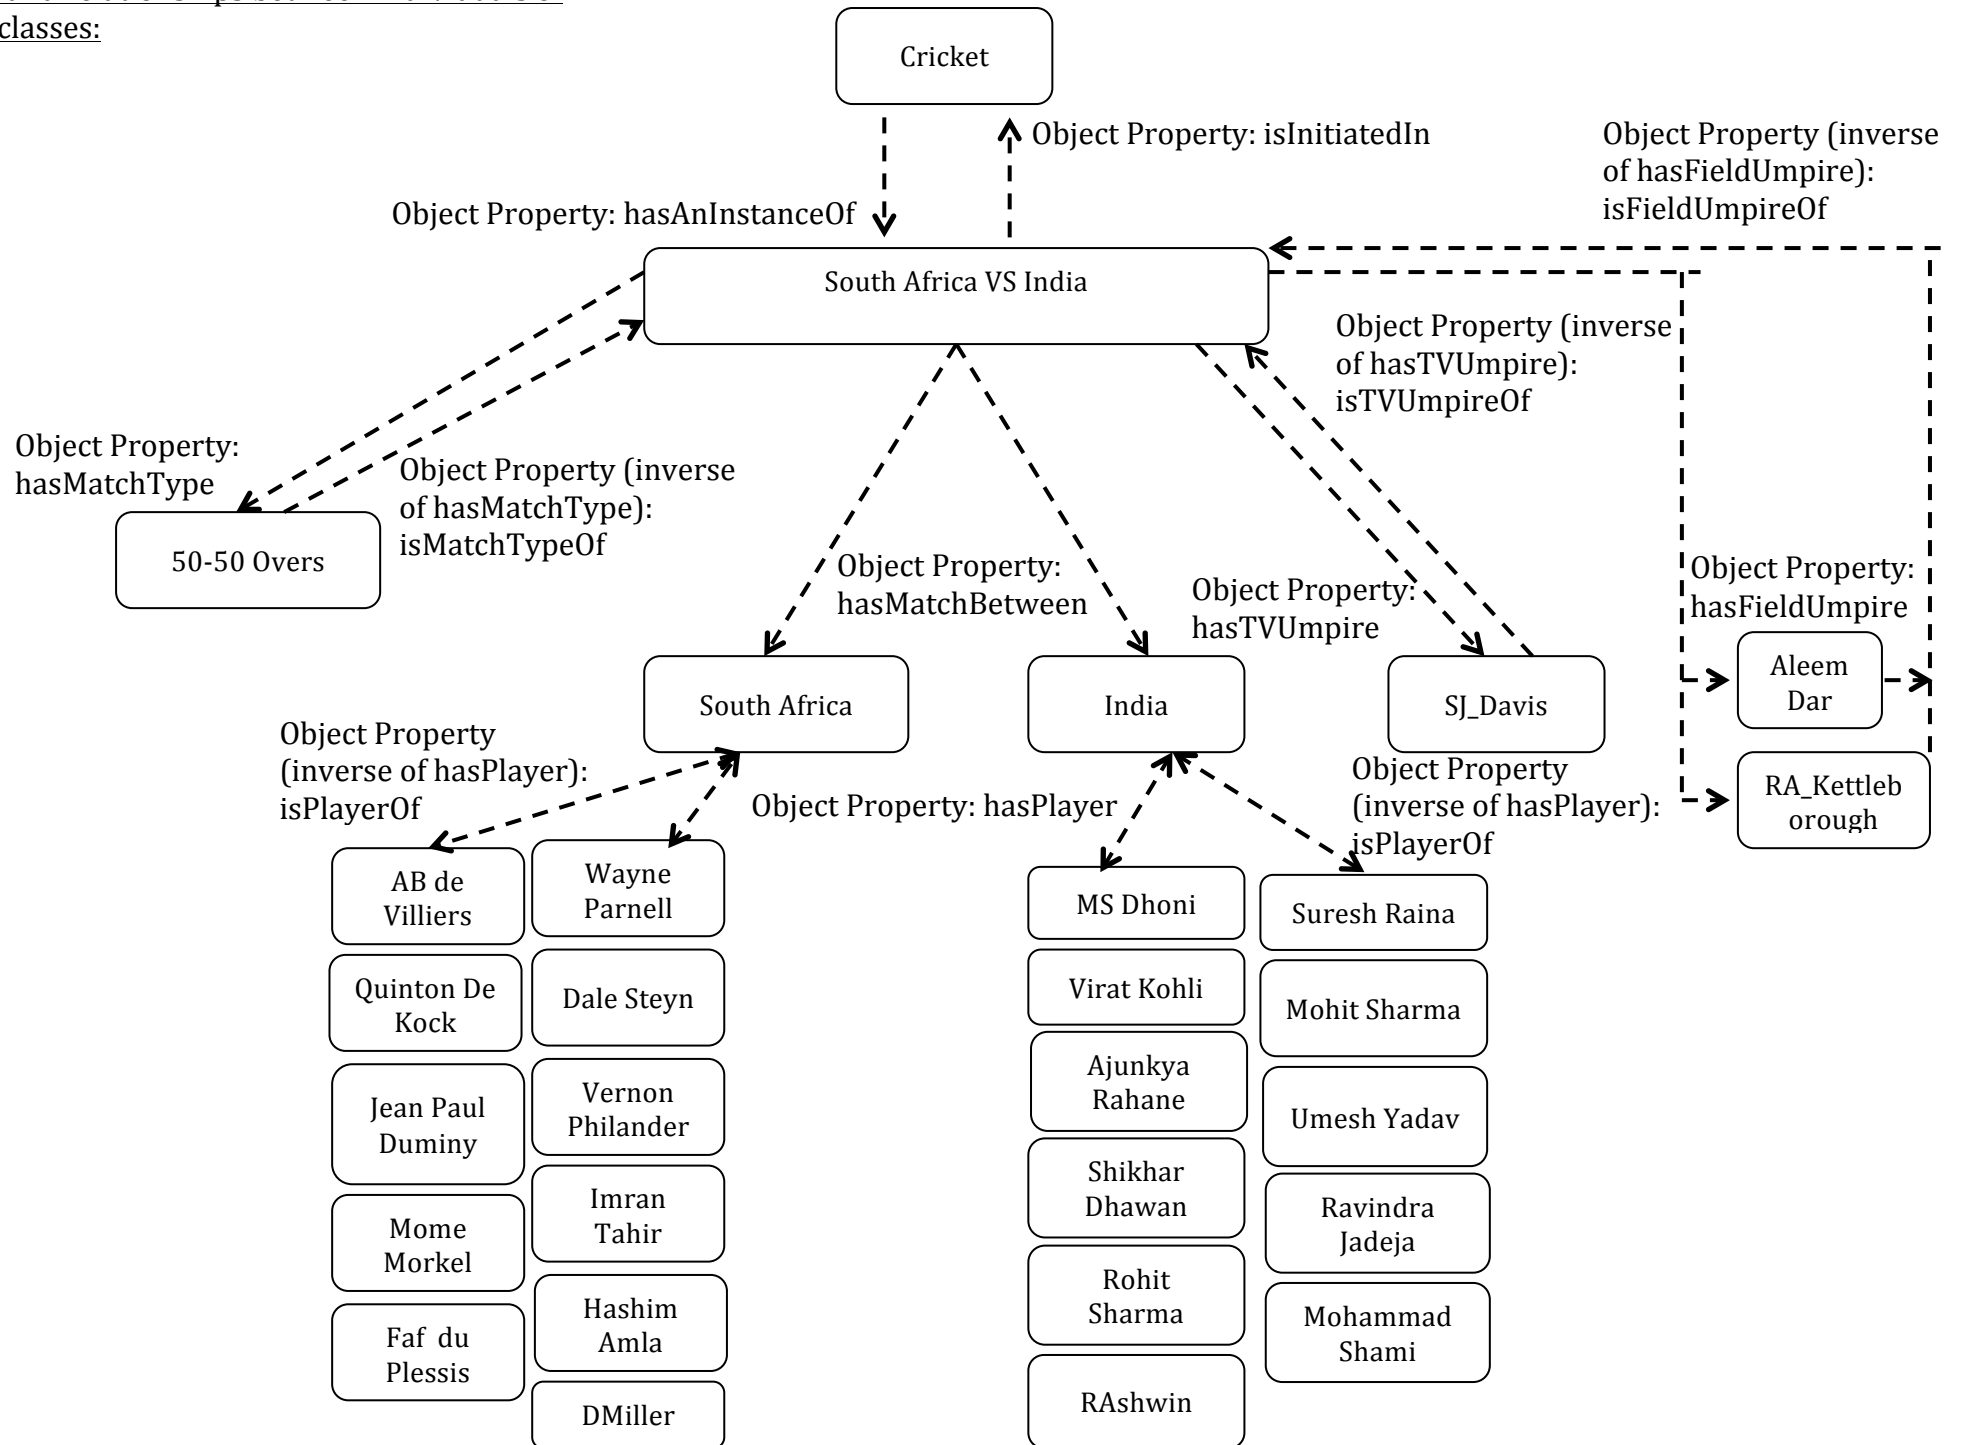 classes:
Cricket
Object Property: isInitiatedIn
Object Property (inverse
of hasFieldUmpire):
isFieldUmpireOf
Object Property: hasAnInstanceOf
South Africa VS India
Object Property (inverse
of hasTVUmpire):
isTVUmpireOf
Object Property:
hasMatchType
Object Property (inverse
of hasMatchType):
isMatchTypeOf
50-50 Overs
Object Property:
hasMatchBetween
Object Property:
hasTVUmpire
Object Property:
hasFieldUmpire
South Africa
India
SJ_Davis
Aleem
Dar
RA_Kettleb
orough
Object Property
(inverse of hasPlayer):
isPlayerOf
Object Property: hasPlayer
Object Property
(inverse of hasPlayer):
isPlayerOf
AB de
Villiers
Quinton De
Kock
Jean Paul
Duminy
Mome
Morkel
Faf du
Plessis
Wayne
Parnell
Dale Steyn
Vernon
Philander
Imran
Tahir
Hashim
Amla
DMiller
MS Dhoni
Virat Kohli
Ajunkya
Rahane
Shikhar
Dhawan
Rohit
Sharma
RAshwin
Suresh Raina
Mohit Sharma
Umesh Yadav
Ravindra
Jadeja
Mohammad
Shami